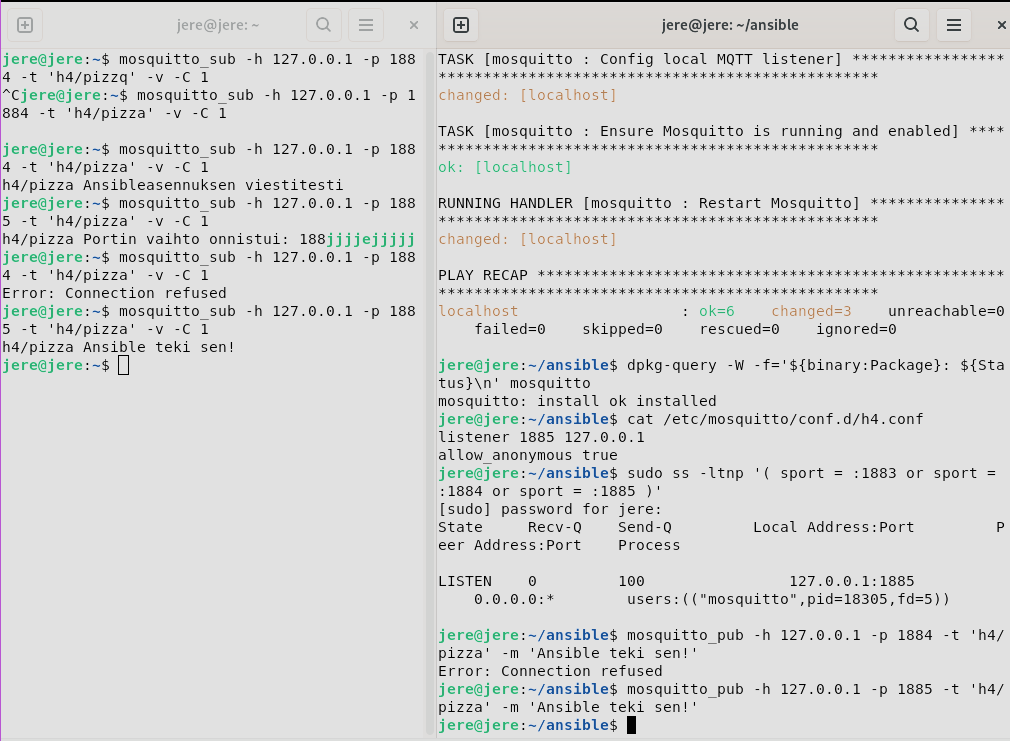 jere@jere: ~
jere@jere:~$ mosquitto_sub -h 127.0.0.1 -p 188
4 -t 'h4/pizzq' -v -C 1
^Cjere@jere:~$ mosquitto_sub -h 127.0.0.1 -p 1
884 -t 'h4/pizza' -v -C 1
jere@jere:~$ mosquitto_sub -h 127.0.0.1 -p 188
4 -t 'h4/pizza' -v -C 1
h4/pizza Ansibleasennuksen viestitesti
jere@jere:~$ mosquitto_sub -h 127.0.0.1 -p 188
5 -t 'h4/pizza' -v -C 1
h4/pizza Portin vaihto onnistui: 188jjjjejjjjj
jere@jere:~$ mosquitto_sub -h 127.0.0.1 -p 188
4 -t 'h4/pizza' -v -C 1
Error: Connection refused
jere@jere:~$ mosquitto_sub -h 127.0.0.1 -p 188
5 -t 'h4/pizza' -v -C 1
h4/pizza Ansible teki sen!
jere@jere:~$
jere@jere: ~/ansible
TASK [mosquitto : Config local MQTT listener] *****************
*************************************************
changed: [localhost]
TASK [mosquitto : Ensure Mosquitto is running and enabled] ****
*************************************************
ok: [localhost]
RUNNING HANDLER [mosquitto : Restart Mosquitto] ***************
*************************************************
changed: [localhost]
PLAY RECAP ****************************************************
*************************************************
localhost                  : ok=6    changed=3    unreachable=0
    failed=0    skipped=0    rescued=0    ignored=0
jere@jere:~/ansible$ dpkg-query -W -f='${binary:Package}: ${Sta
tus}\n' mosquitto
mosquitto: install ok installed
jere@jere:~/ansible$ cat /etc/mosquitto/conf.d/h4.conf
listener 1885 127.0.0.1
allow_anonymous true
jere@jere:~/ansible$ sudo ss -ltnp '( sport = :1883 or sport =
:1884 or sport = :1885 )'
[sudo] password for jere:
State     Recv-Q    Send-Q         Local Address:Port         P
eer Address:Port    Process
LISTEN    0         100                127.0.0.1:1885
    0.0.0.0:*        users:(("mosquitto",pid=18305,fd=5))
jere@jere:~/ansible$ mosquitto_pub -h 127.0.0.1 -p 1884 -t 'h4/
pizza' -m 'Ansible teki sen!'
Error: Connection refused
jere@jere:~/ansible$ mosquitto_pub -h 127.0.0.1 -p 1885 -t 'h4/
pizza' -m 'Ansible teki sen!'
jere@jere:~/ansible$